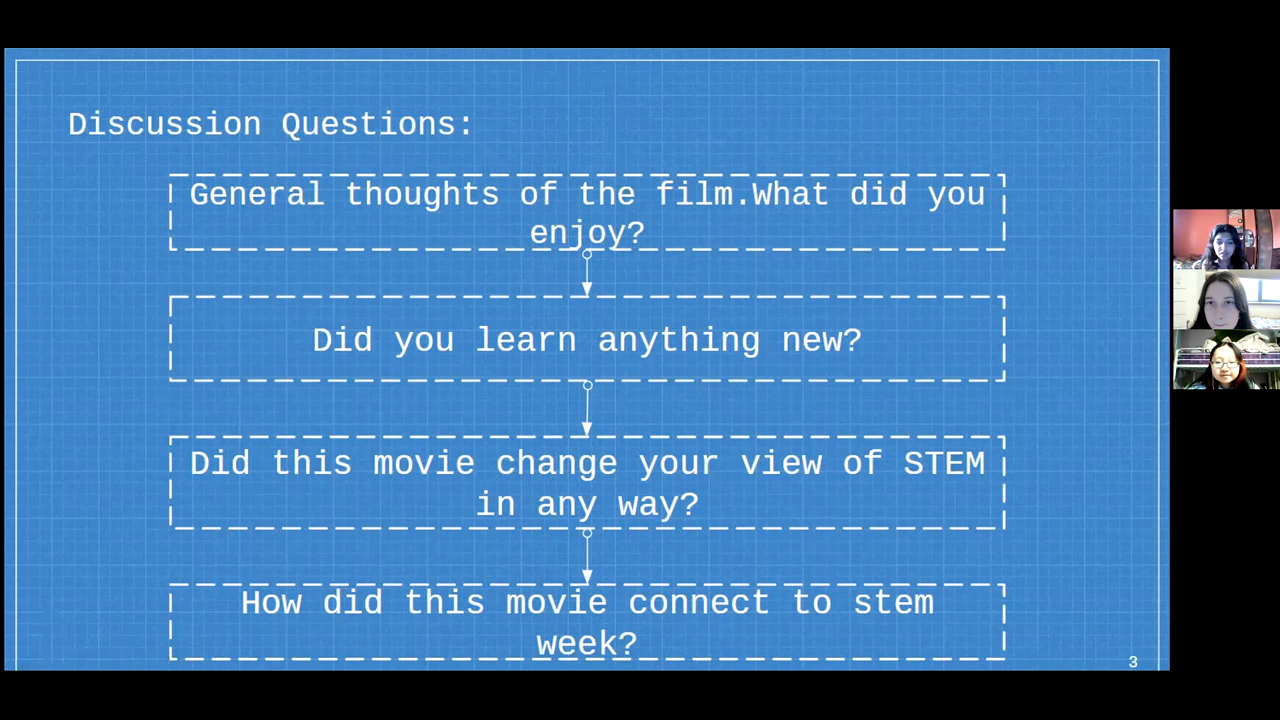 Discussion Questions:
General thoughts of the film.What did you
enjoy?
Did you learn anything new?
Did this movie change your view of STEM
in any way?
How did this movie connect to stem
week?
3